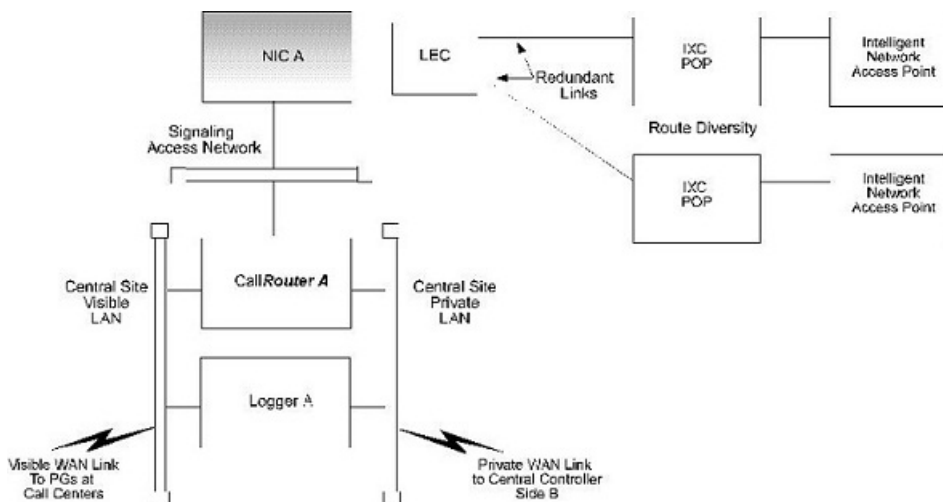 NIC A
LEC
Redundant
Links
IXC
POP
Intelligent
Network
Access Point
Route Diversity
IXC
POP
Intelligent
Network
Access Point
Signaling
Access Network
Central Site
Visible
LAN
CallRouter A
Central Site
Private
LAN
Logger A
Visible WAN Link
To PGs at
Call Centers
Private WAN Link
to Central Controller
Side B